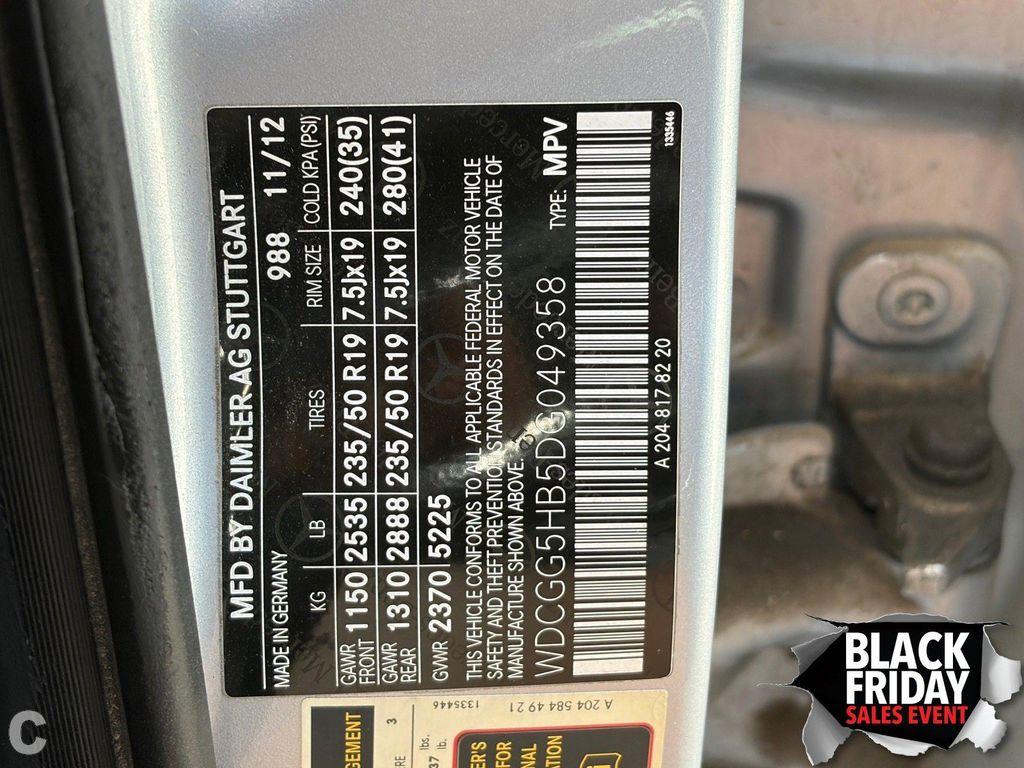 MFD BY DAIMLER AG STUTTGART
MADE IN GERMANY 988 11/12
KG LB TIRES RIM SIZE COLD KPA (PSI)
GAWR FRONT 1150 2535 235/50 R19 7.5Jx19 240(35)
GAWR REAR 1310 2888 235/50 R19 7.5Jx19 280(41)
GVWR 2370 5225
THIS VEHICLE CONFORMS TO ALL APPLICABLE FEDERAL MOTOR VEHICLE
SAFETY AND THEFT PREVENTION STANDARDS IN EFFECT ON THE DATE OF
MANUFACTURE SHOWN ABOVE.
WDCGG5HB5DG049358 TYPE: MPV
A 204 817 82 20 1335446
A 204 584 49 21
1335446
3
lbs.
lb.
FOR
BLACK
FRIDAY
SALES EVENT
C